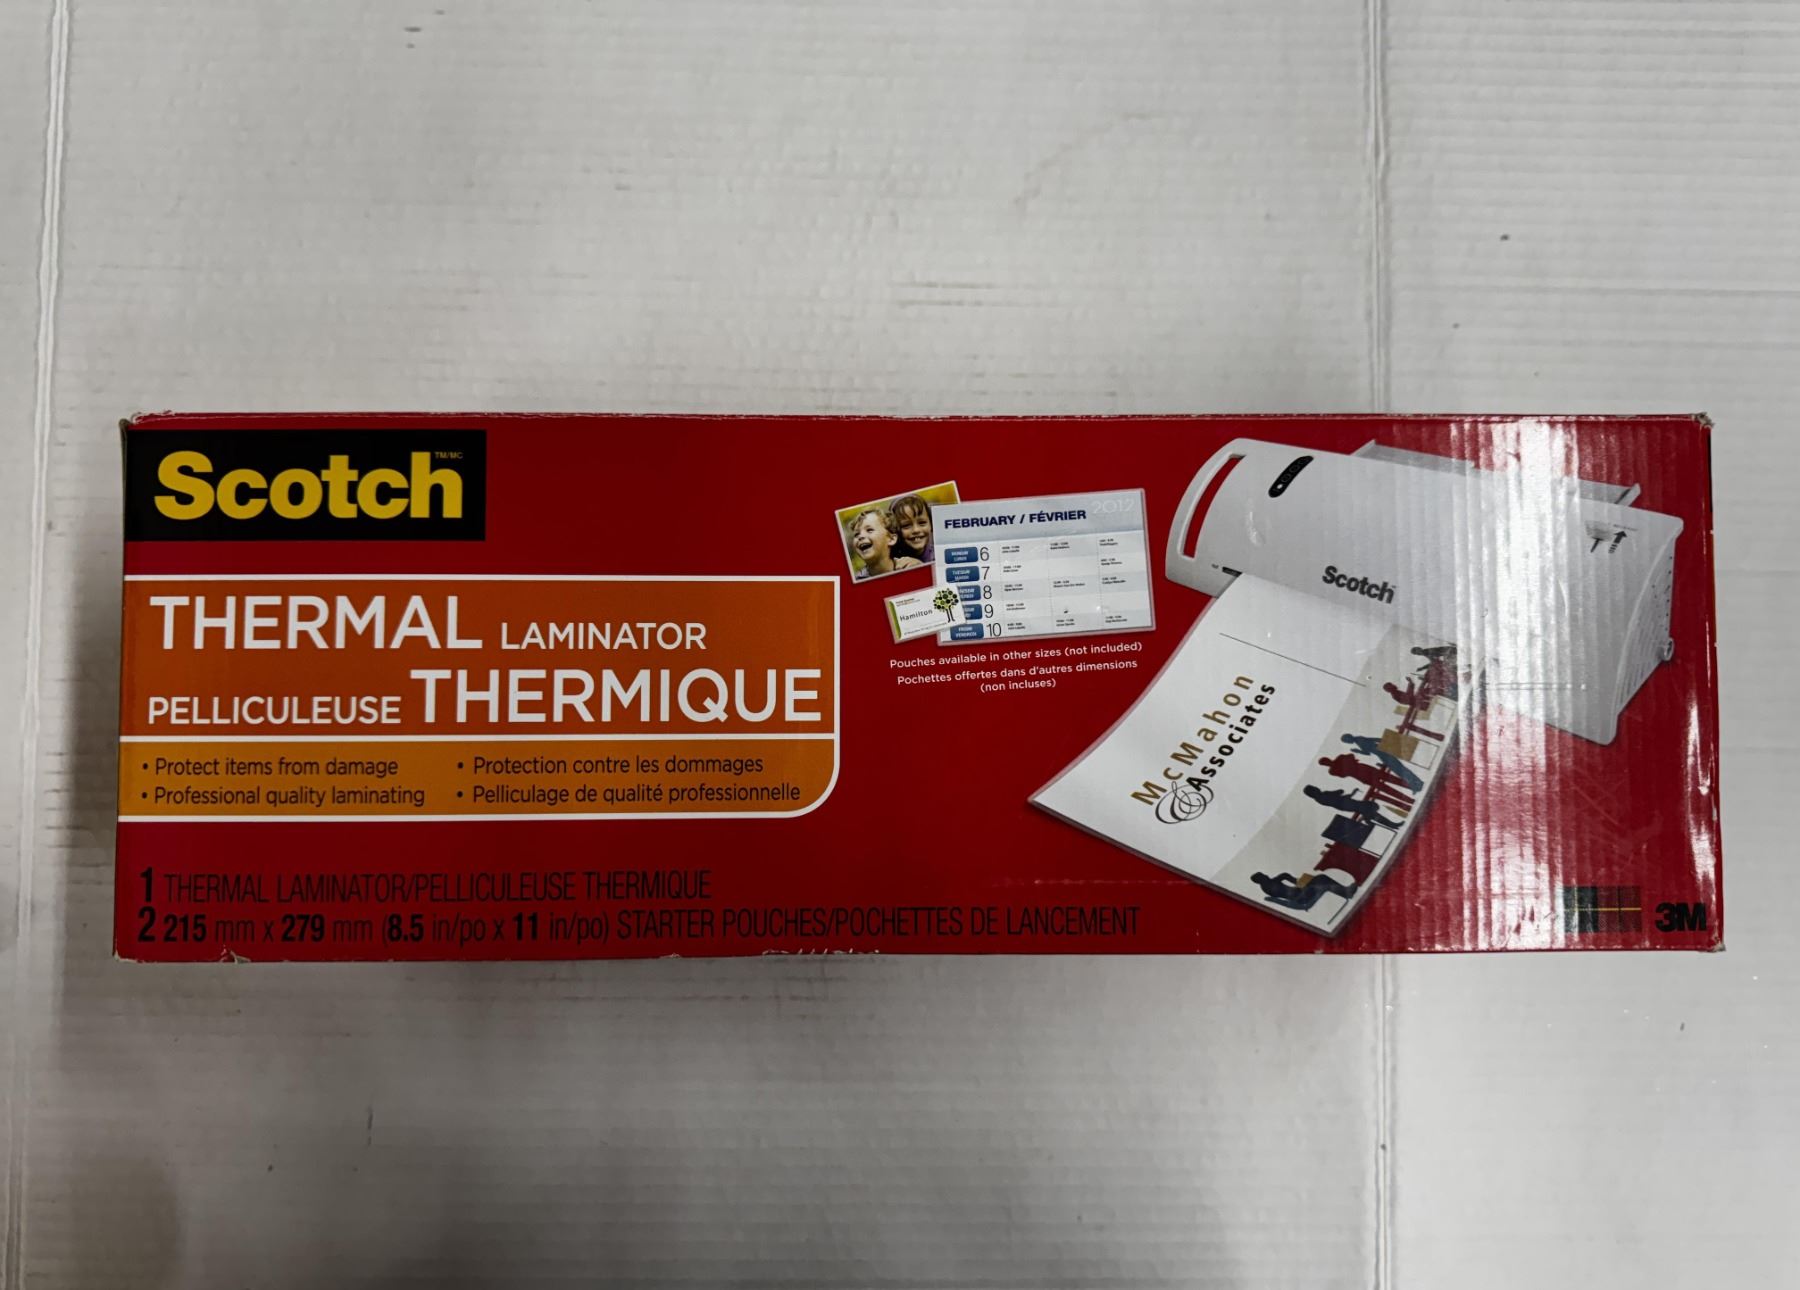 Scotch TM/MC
THERMAL LAMINATOR
PELLICULEUSE THERMIQUE
• Protect items from damage
• Professional quality laminating
• Protection contre les dommages
• Pelliculage de qualité professionnelle
1 THERMAL LAMINATOR/PELLICULEUSE THERMIQUE
2 215 mm x 279 mm (8.5 in/po x 11 in/po) STARTER POUCHES/POCHETTES DE LANCEMENT
FEBRUARY / FÉVRIER 2012
6
7
8
9
10
Hamilton
Pouches available in other sizes (not included)
Pochettes offertes dans d'autres dimensions
(non incluses)
Scotch
McMahon
& Associates
3M